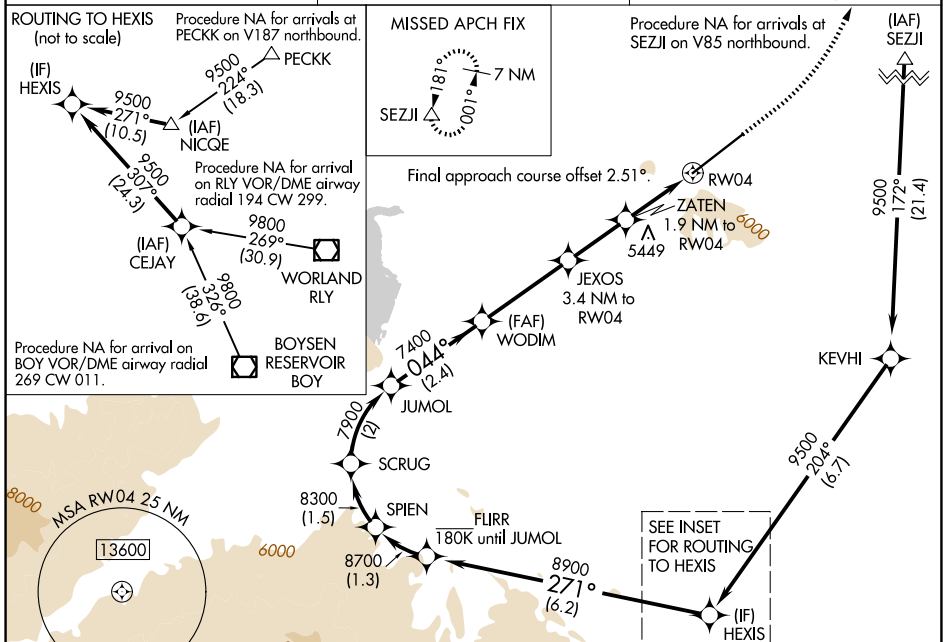 ROUTING TO HEXIS
(not to scale)
Procedure NA for arrivals at
PECKK on V187 northbound.
PECKK
9500
224°
(18.3)
(IF)
HEXIS
9500
271°
(10.5)
(IAF)
NICQE
9500
307°
(24.3)
Procedure NA for arrival
on RLY VOR/DME airway
radial 194 CW 299.
(IAF)
CEJAY
9800
269°
(30.9)
WORLAND
RLY
9800
326°
(38.6)
BOYSEN
RESERVOIR
BOY
Procedure NA for arrival on
BOY VOR/DME airway radial
269 CW 011.
MISSED APCH FIX
SEZJI
181°
001°
7 NM
Procedure NA for arrivals at
SEZJI on V85 northbound.
(IAF)
SEZJI
9500
172°
(21.4)
Final approach course offset 2.51°.
RW04
ZATEN
1.9 NM to
RW04
6000
5449
JEXOS
3.4 NM to
RW04
(FAF)
WODIM
7400
044°
(2.4)
JUMOL
7900
(2)
SCRUG
8300
(1.5)
SPIEN
8700
(1.3)
FLIRR
180K until JUMOL
8900
271°
(6.2)
KEVHI
9500
204°
(6.7)
SEE INSET
FOR ROUTING
TO HEXIS
(IF)
HEXIS
8000
MSA RW04 25 NM
13600
6000